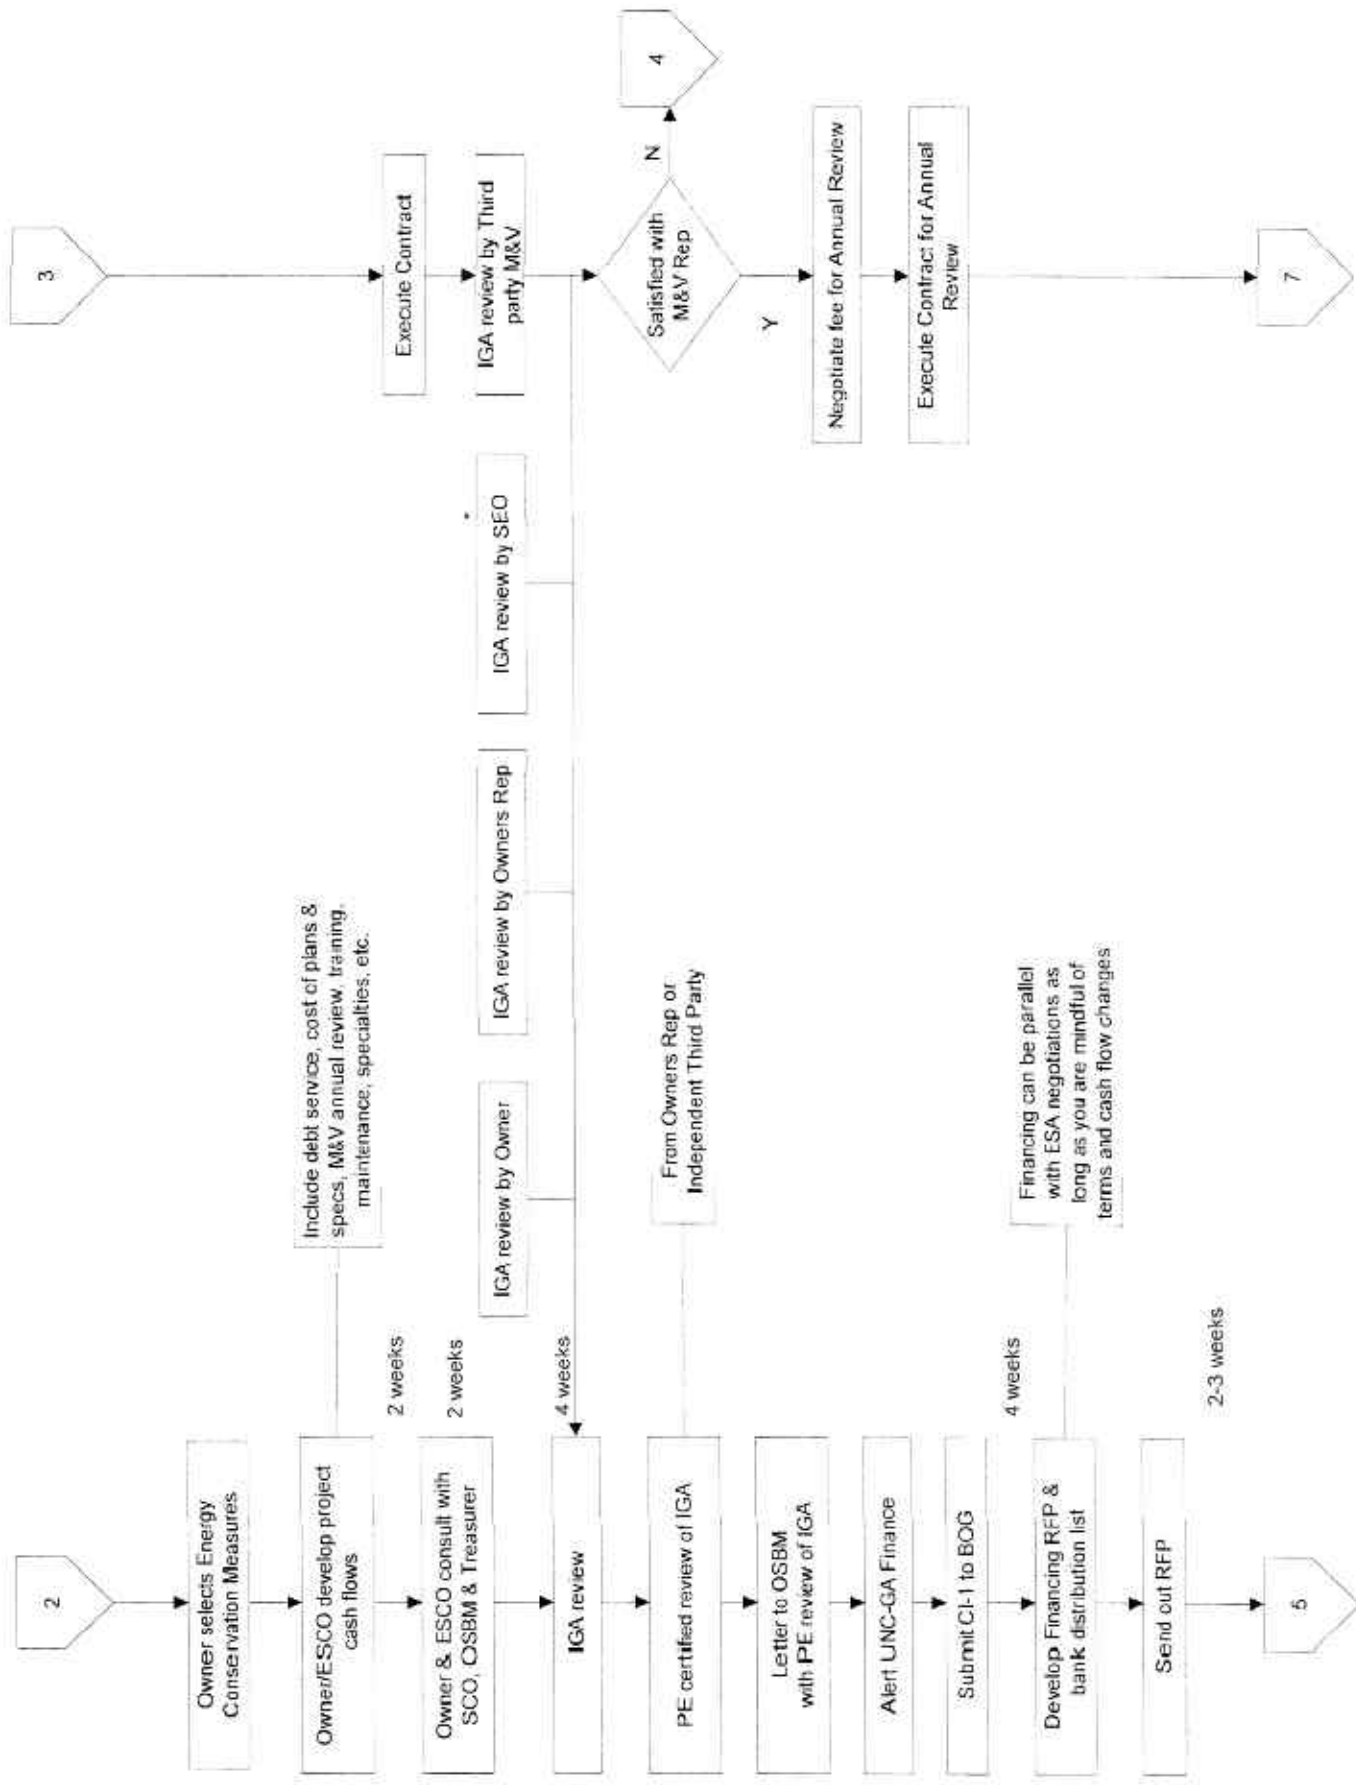 2
Owner selects Energy
Conservation Measures
Owner/ESCO develop project
cash flows
Include debt service, cost of plans &
specs, M&V annual review, training,
maintenance, specialties, etc.
2 weeks
Owner & ESCO consult with
SCO, OSBM & Treasurer
2 weeks
IGA review
4 weeks
PE certified review of IGA
From Owners Rep or
Independent Third Party
Letter to OSBM
with PE review of IGA
Alert UNC-GA Finance
Submit CI-1 to BOG
4 weeks
Develop Financing RFP &
bank distribution list
Financing can be parallel
with ESA negotiations as
long as you are mindful of
terms and cash flow changes
Send out RFP
2-3 weeks
5
IGA review by Owner
IGA review by Owners Rep
IGA review by SEO
*
3
Execute Contract
IGA review by Third
party M&V
Satisfied with
M&V Rep
N
4
Y
Negotiate fee for Annual Review
Execute Contract for Annual
Review
7